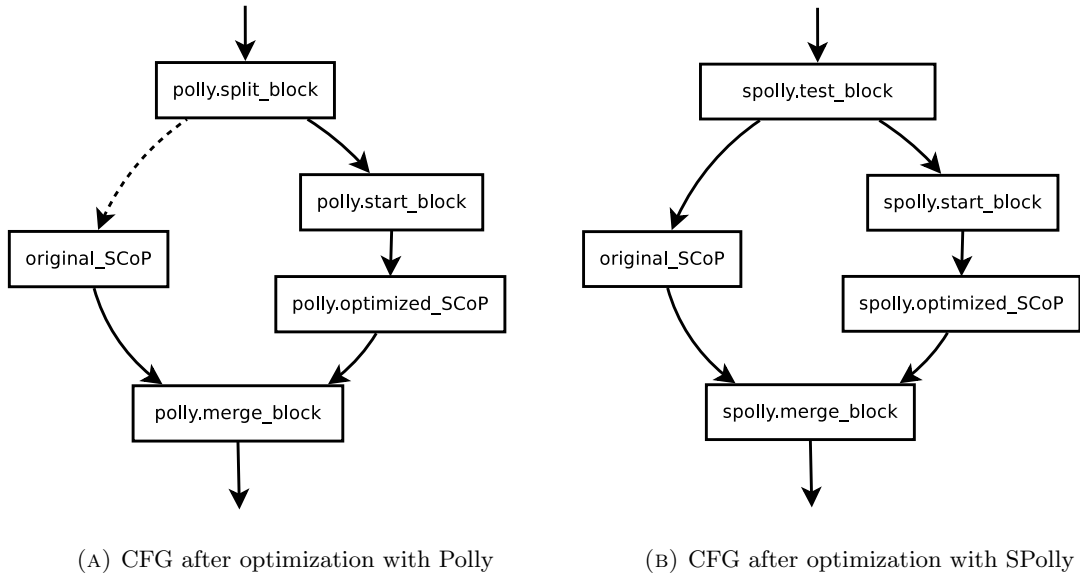 polly.split_block
polly.start_block
original_SCoP
polly.optimized_SCoP
polly.merge_block
(A) CFG after optimization with Polly
spolly.test_block
spolly.start_block
original_SCoP
spolly.optimized_SCoP
spolly.merge_block
(B) CFG after optimization with SPolly